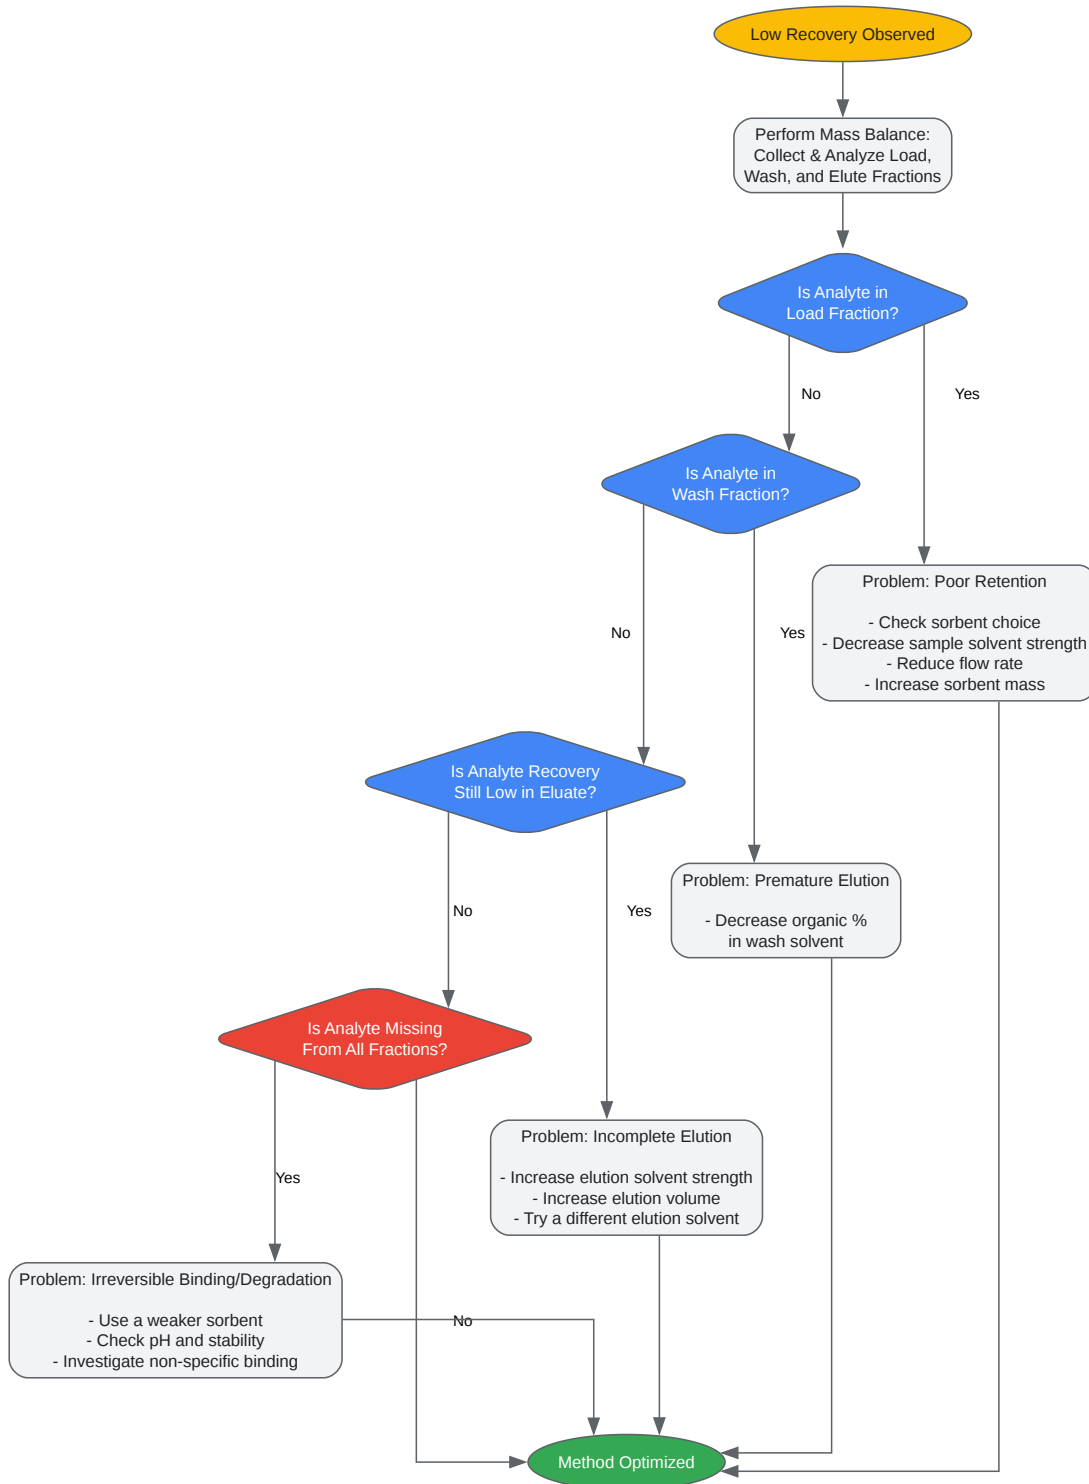 Low Recovery Observed
Perform Mass Balance:
Collect & Analyze Load,
Wash, and Elute Fractions
Is Analyte in
Load Fraction?
No
Yes
Is Analyte in
Wash Fraction?
Problem: Poor Retention
- Check sorbent choice
- Decrease sample solvent strength
- Reduce flow rate
- Increase sorbent mass
No
Yes
Is Analyte Recovery
Still Low in Eluate?
Problem: Premature Elution
- Decrease organic %
in wash solvent
No
Yes
Is Analyte Missing
From All Fractions?
Problem: Incomplete Elution
- Increase elution solvent strength
- Increase elution volume
- Try a different elution solvent
Yes
Problem: Irreversible Binding/Degradation
- Use a weaker sorbent
- Check pH and stability
- Investigate non-specific binding
No
Method Optimized